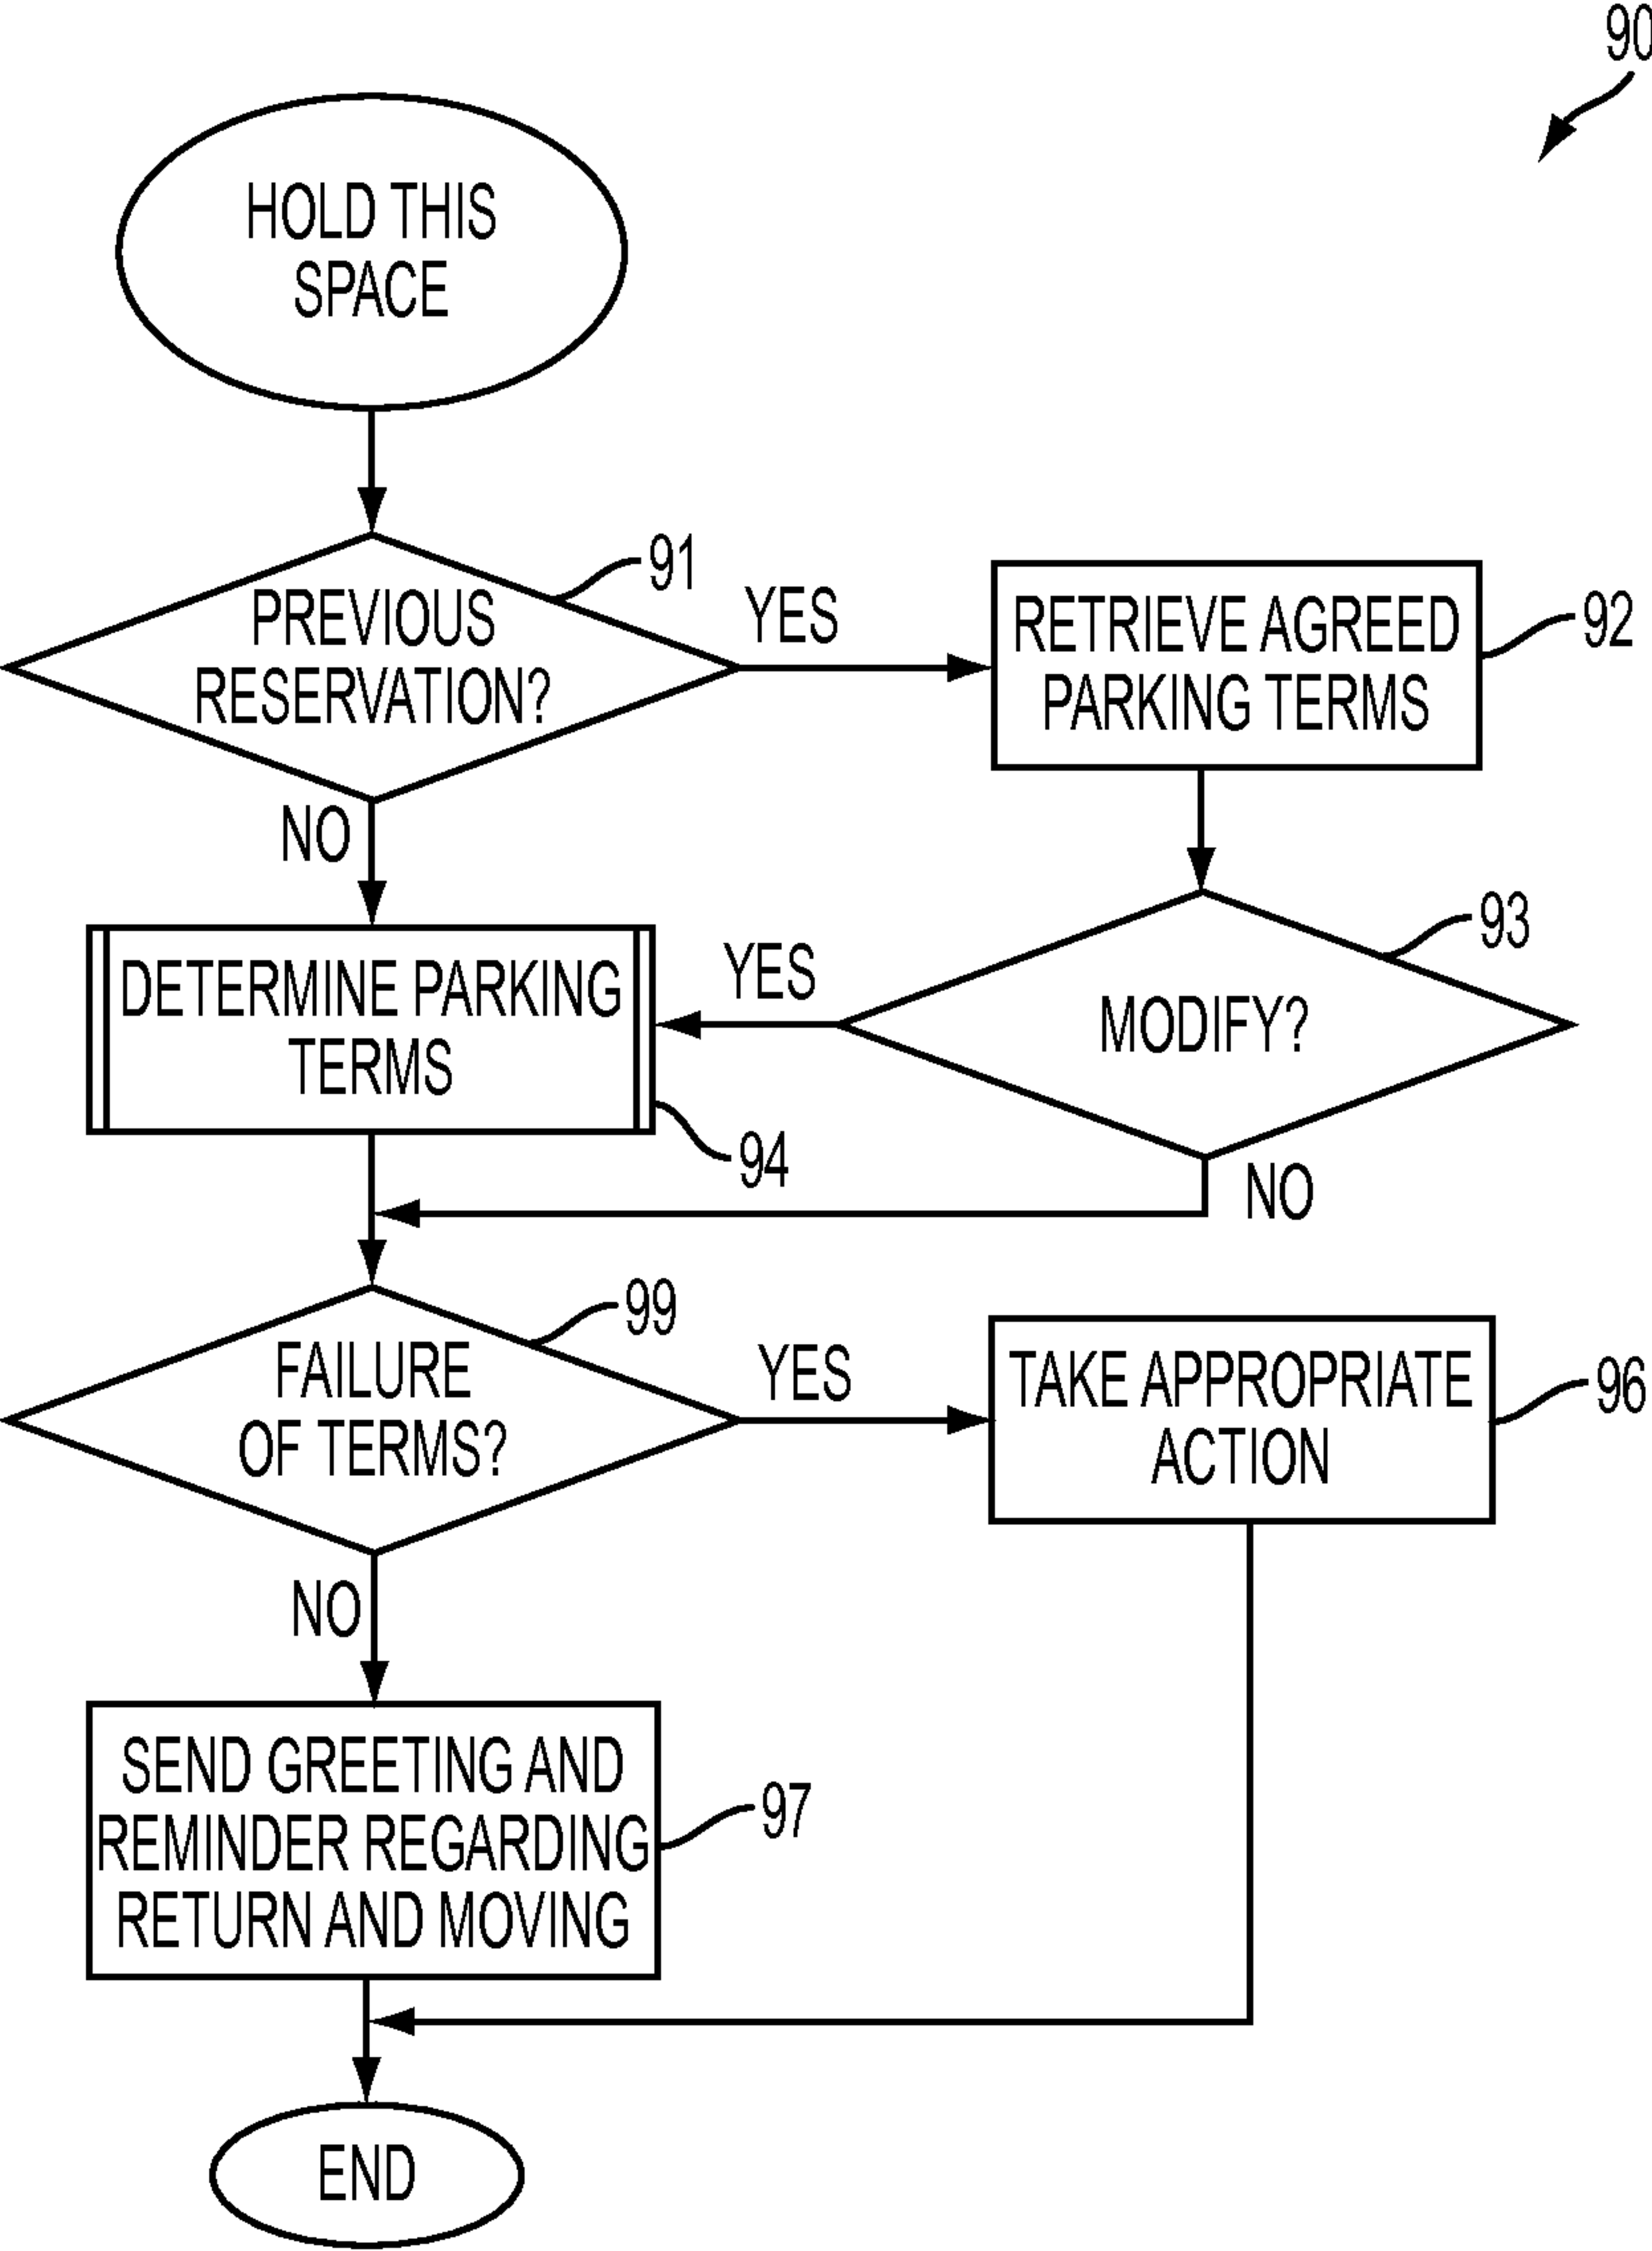 90
HOLD THIS
SPACE
91
PREVIOUS
RESERVATION?
YES
RETRIEVE AGREED
PARKING TERMS
92
NO
93
DETERMINE PARKING
TERMS
YES
MODIFY?
94
NO
99
FAILURE
OF TERMS?
YES
TAKE APPROPRIATE
ACTION
96
NO
SEND GREETING AND
REMINDER REGARDING
RETURN AND MOVING
97
END